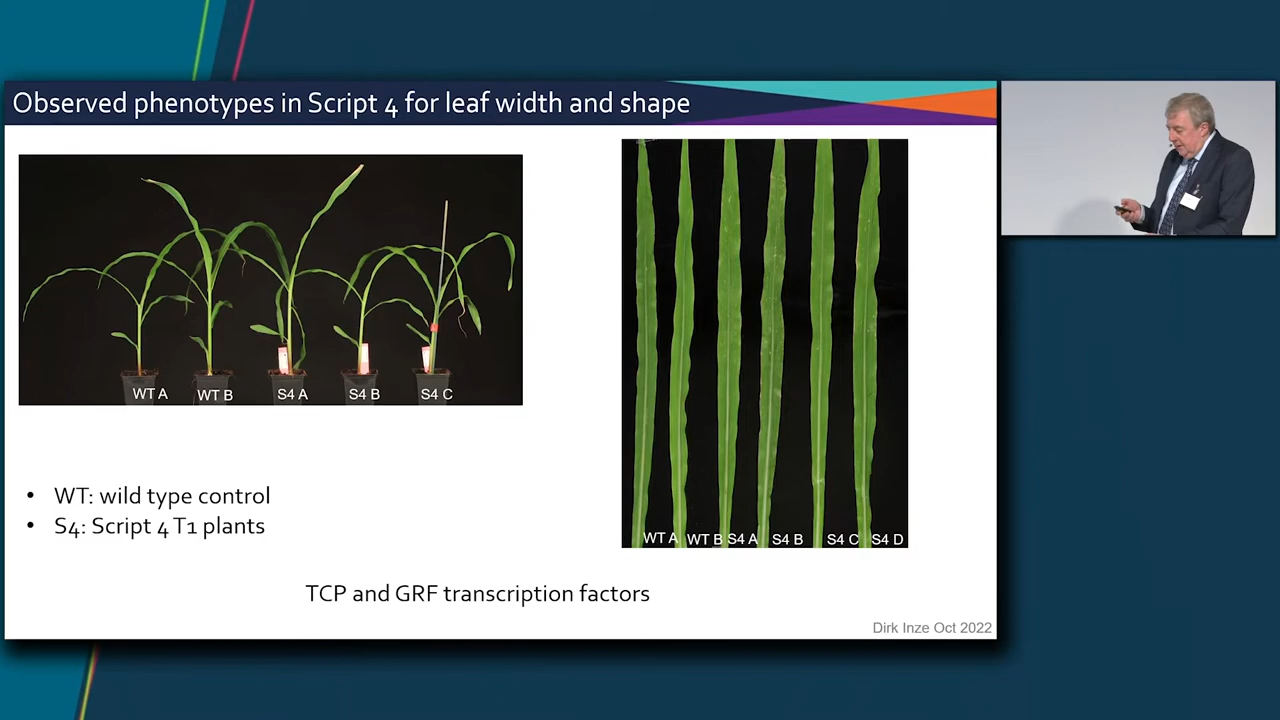 Observed phenotypes in Script 4 for leaf width and shape
WT A
WT B
S4 A
S4 B
S4 C
WT A
WT B
S4 A
S4 B
S4 C
S4 D
• WT: wild type control
• S4: Script 4 T1 plants
TCP and GRF transcription factors
Dirk Inze Oct 2022